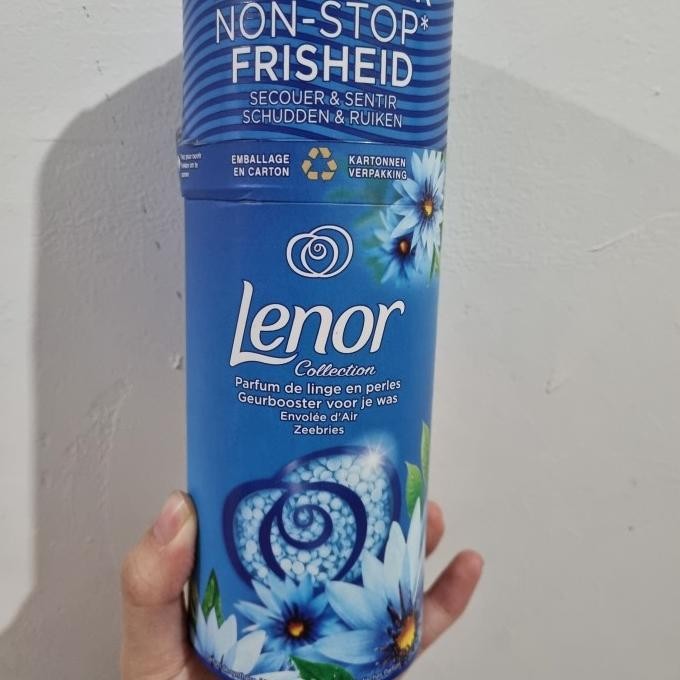 NON-STOP*
FRISHEID
SECOUER & SENTIR
SCHUDDEN & RUIKEN
EMBALLAGE
EN CARTON
KARTONNEN
VERPAKKING
Lenor
Collection
Parfum de linge en perles
Geurbooster voor je was
Envolée d'Air
Zeebries